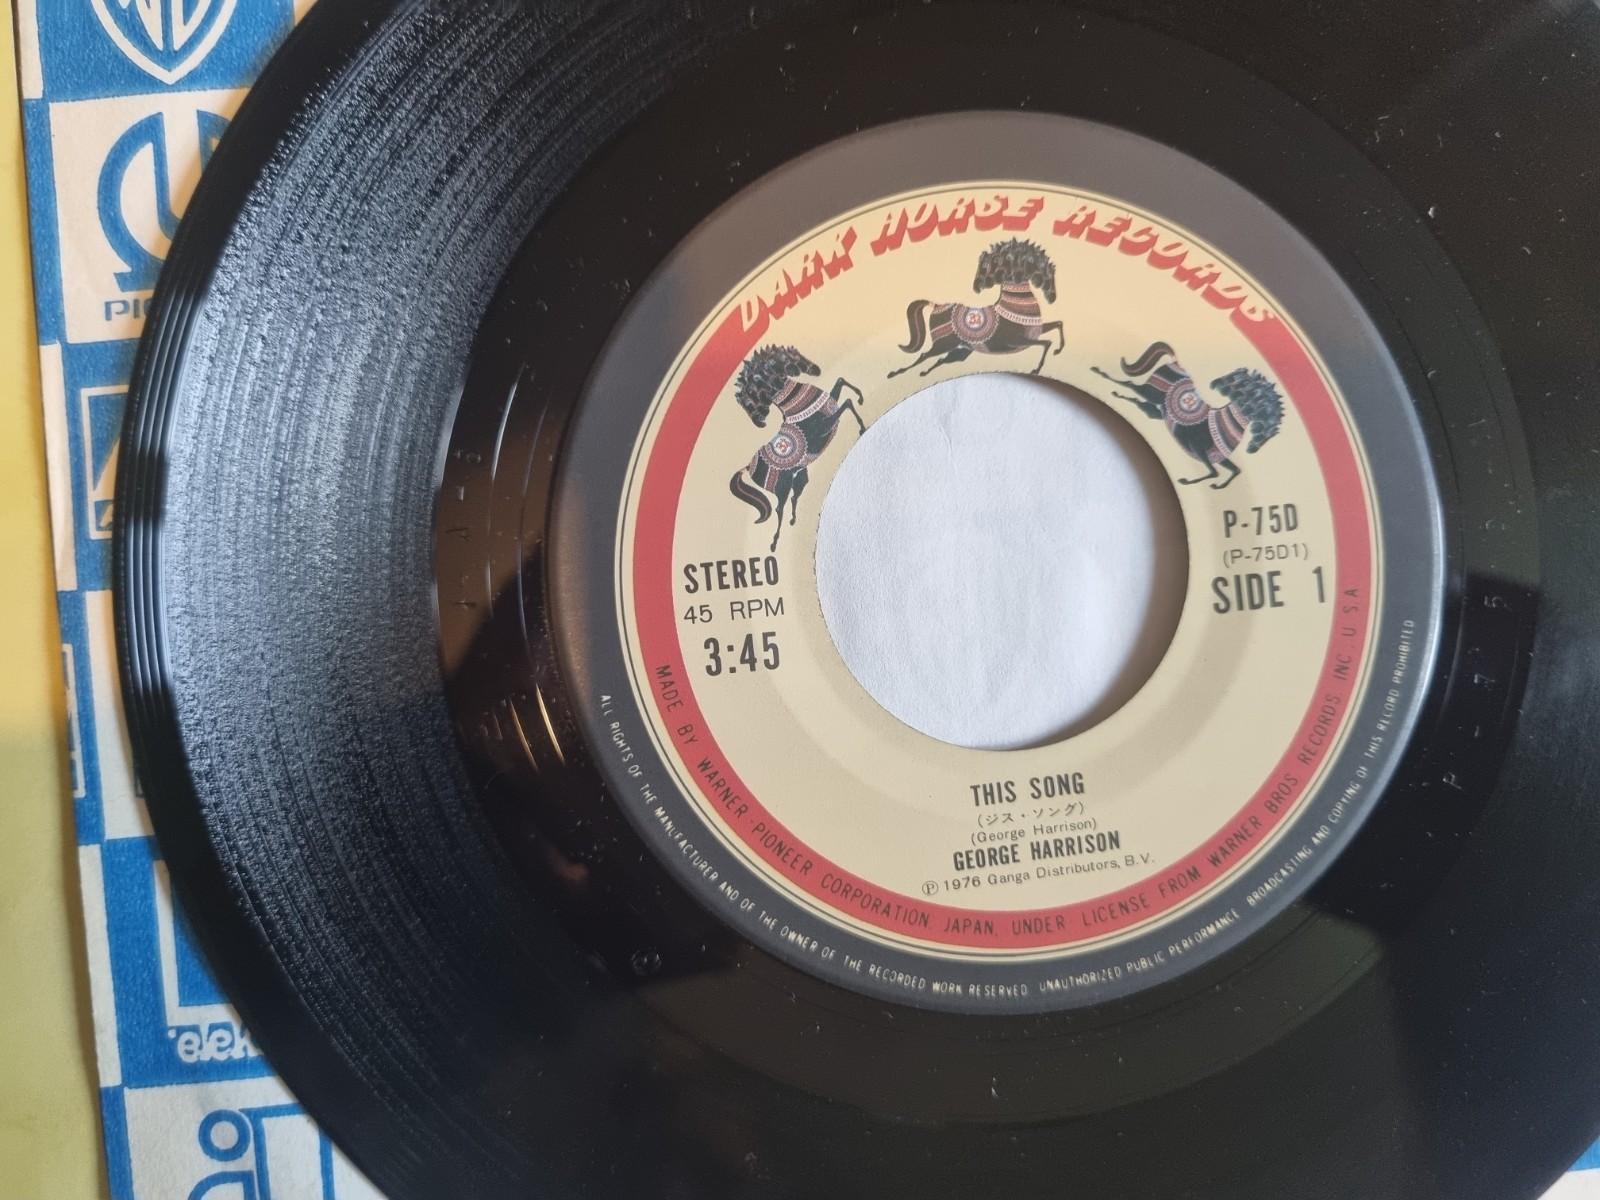 DARK HORSE RECORDS
P-75D
(P-75D1)
SIDE 1
STEREO
45 RPM
3:45
THIS SONG
(ジス・ソング)
(George Harrison)
GEORGE HARRISON
Ⓟ 1976 Ganga Distributors, B.V.
MADE BY WARNER-PIONEER CORPORATION, JAPAN, UNDER LICENSE FROM WARNER BROS RECORDS, INC., U.S.A
ALL RIGHTS OF THE MANUFACTURER AND OF THE OWNER OF THE RECORDED WORK RESERVED UNAUTHORIZED PUBLIC PERFORMANCE BROADCASTING AND COPYING OF THIS RECORD PROHIBITED
P-75